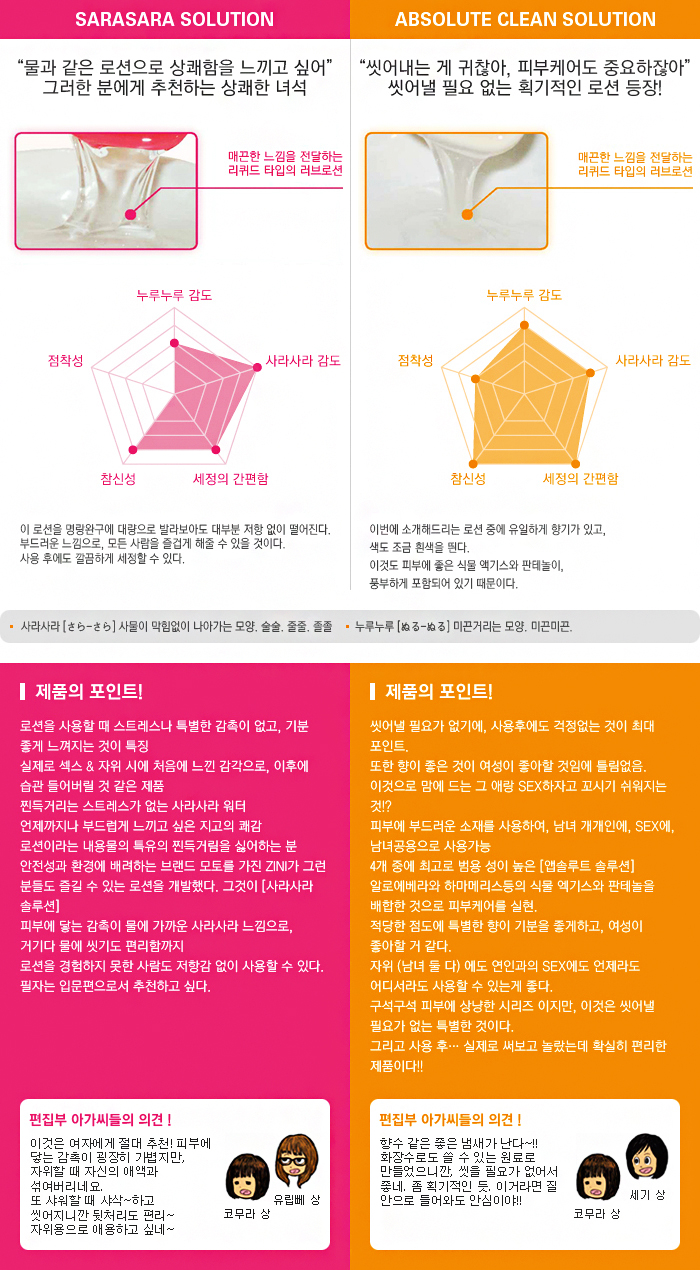 SARASARA SOLUTION
“물과 같은 로션으로 상쾌함을 느끼고 싶어”
그러한 분에게 추천하는 상쾌한 녀석
매끈한 느낌을 전달하는
리퀴드 타입의 러브로션
누루누루 감도
점착성
사라사라 감도
참신성
세정의 간편함
이 로션을 명랑완구에 대량으로 발라보아도 대부분 저항 없이 떨어진다.
부드러운 느낌으로, 모든 사람을 즐겁게 해줄 수 있을 것이다.
사용 후에도 깔끔하게 세정할 수 있다.
ABSOLUTE CLEAN SOLUTION
“씻어내는 게 귀찮아, 피부케어도 중요하잖아”
씻어낼 필요 없는 획기적인 로션 등장!
매끈한 느낌을 전달하는
리퀴드 타입의 러브로션
누루누루 감도
점착성
사라사라 감도
참신성
세정의 간편함
이번에 소개해드리는 로션 중에 유일하게 향기가 있고,
색도 조금 흰색을 띈다.
이것도 피부에 좋은 식물 엑기스와 판테놀이,
풍부하게 포함되어 있기 때문이다.
• 사라사라 [さら-さら] 사물이 막힘없이 나아가는 모양. 술술. 줄줄. 졸졸 • 누루누루 [ぬる-ぬる] 미끈거리는 모양. 미끈미끈.
제품의 포인트!
로션을 사용할 때 스트레스나 특별한 감촉이 없고, 기분
좋게 느껴지는 것이 특징
실제로 섹스 & 자위 시에 처음에 느낀 감각으로, 이후에
습관 들어버릴 것 같은 제품
찐득거리는 스트레스가 없는 사라사라 워터
언제까지나 부드럽게 느끼고 싶은 지고의 쾌감
로션이라는 내용물의 특유의 찐득거림을 싫어하는 분
안전성과 환경에 배려하는 브랜드 모토를 가진 ZINI가 그런
분들도 즐길 수 있는 로션을 개발했다. 그것이 [사라사라
솔루션]
피부에 닿는 감촉이 물에 가까운 사라사라 느낌으로,
거기다 물에 씻기도 편리함까지
로션을 경험하지 못한 사람도 저항감 없이 사용할 수 있다.
필자는 입문편으로서 추천하고 싶다.
편집부 아가씨들의 의견 !
이것은 여자에게 절대 추천! 피부에
닿는 감촉이 굉장히 가볍지만,
자위할 때 자신의 애액과
섞여버리네요.
또 샤워할 때 샤삭~하고
씻어지니깐 뒷처리도 편리~
자위용으로 애용하고 싶네~
코무라 상
유립삐 상
제품의 포인트!
씻어낼 필요가 없기에, 사용후에도 걱정없는 것이 최대
포인트.
또한 향이 좋은 것이 여성이 좋아할 것임에 틀림없음.
이것으로 맘에 드는 그 애랑 SEX하자고 꼬시기 쉬워지는
것!?
피부에 부드러운 소재를 사용하여, 남녀 개개인에, SEX에,
남녀공용으로 사용가능
4개 중에 최고로 범용 성이 높은 [앱솔루트 솔루션]
알로에베라와 하마메리스등의 식물 엑기스와 판테놀을
배합한 것으로 피부케어를 실현.
적당한 점도에 특별한 향이 기분을 좋게하고, 여성이
좋아할 거 같다.
자위 (남녀 둘 다) 에도 연인과의 SEX에도 언제라도
어디서라도 사용할 수 있는게 좋다.
구석구석 피부에 상냥한 시리즈 이지만, 이것은 씻어낼
필요가 없는 특별한 것이다.
그리고 사용 후… 실제로 써보고 놀랐는데 확실히 편리한
제품이다!!
편집부 아가씨들의 의견 !
향수 같은 좋은 냄새가 난다~!!
화장수로도 쓸 수 있는 원료로
만들었으니깐, 씻을 필요가 없어서
좋네. 좀 획기적인 듯. 이거라면 질
안으로 들어와도 안심이야!!
코무라 상
세기 상